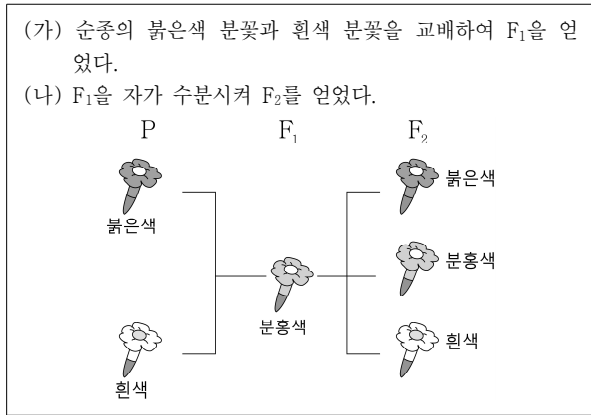 (가) 순종의 붉은색 분꽃과 흰색 분꽃을 교배하여 F₁을 얻
었다.
(나) F₁을 자가 수분시켜 F₂를 얻었다.
P F₁ F₂
붉은색 붉은색
분홍색
분홍색
흰색
흰색